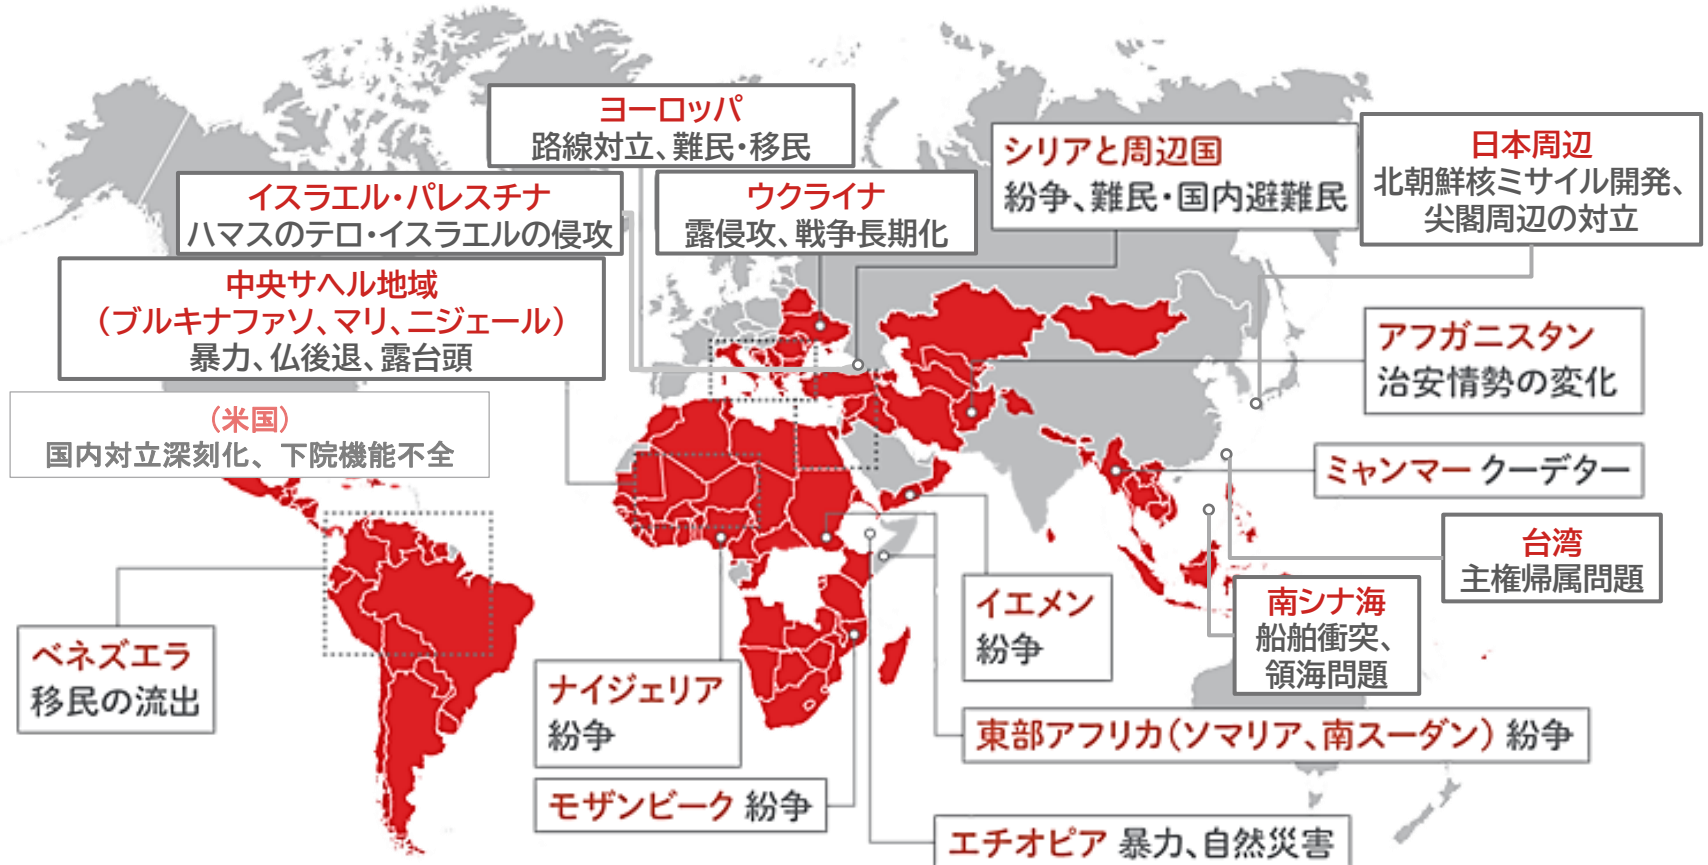 ヨーロッパ
路線対立、難民・移民
シリアと周辺国
紛争、難民・国内避難民
日本周辺
北朝鮮核ミサイル開発、
尖閣周辺の対立
イスラエル・パレスチナ
ハマスのテロ・イスラエルの侵攻
ウクライナ
露侵攻、戦争長期化
中央サヘル地域
（ブルキナファソ、マリ、ニジェール）
暴力、仏後退、露台頭
アフガニスタン
治安情勢の変化
（米国）
国内対立深刻化、下院機能不全
ミャンマー クーデター
台湾
主権帰属問題
南シナ海
船舶衝突、
領海問題
イエメン
紛争
ベネズエラ
移民の流出
ナイジェリア
紛争
東部アフリカ（ソマリア、南スーダン） 紛争
モザンビーク 紛争
エチオピア 暴力、自然災害